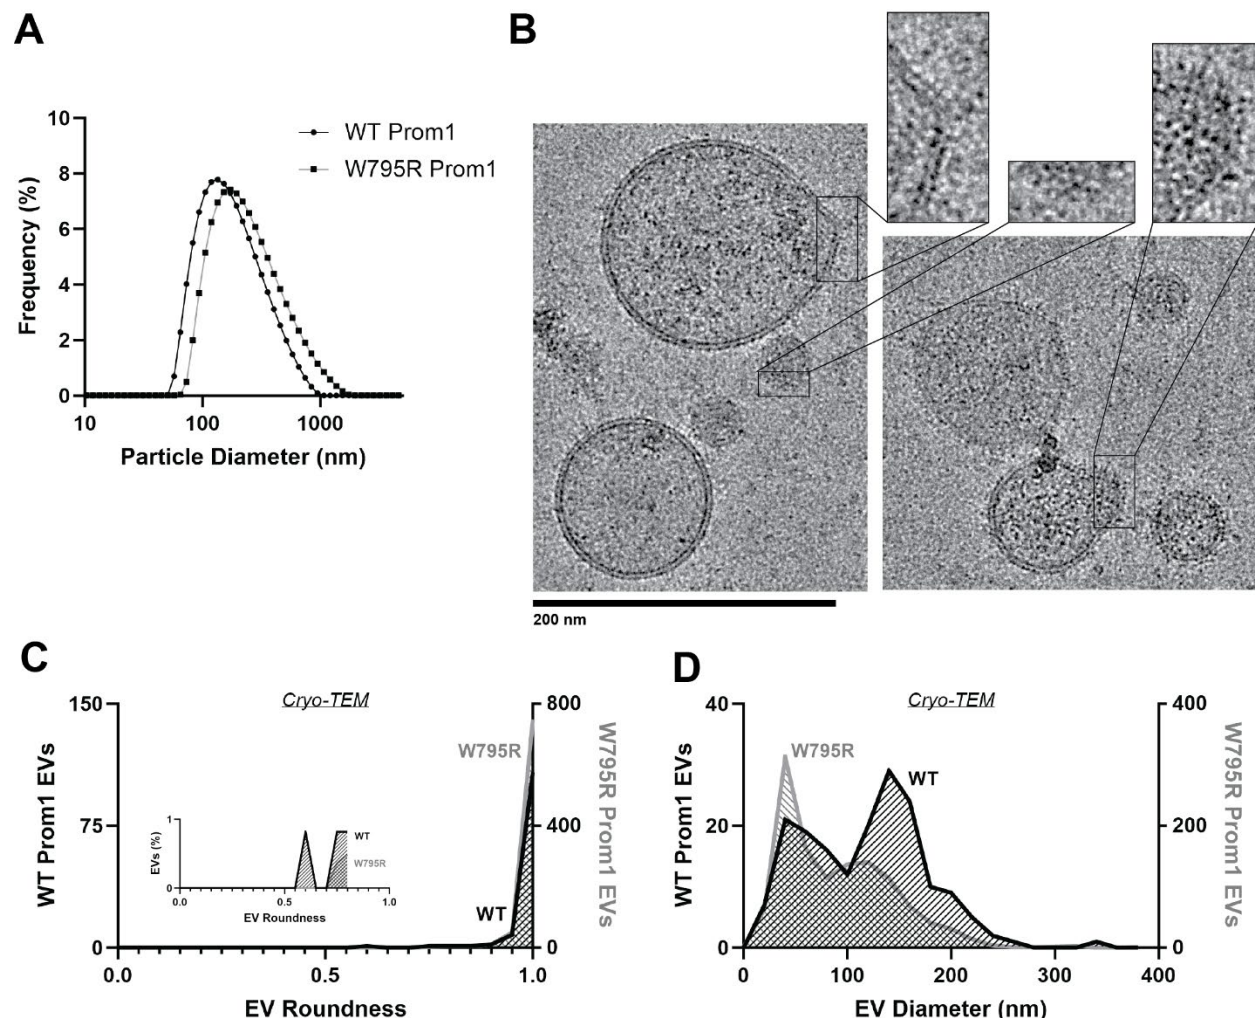 A
10
8
6
4
2
0
Frequency (%)
10
100
1000
Particle Diameter (nm)
WT Prom1
W795R Prom1
B
200 nm
C
Cryo-TEM
150
75
0
WT Prom1 EVs
800
400
0
W795R Prom1 EVs
W795R
WT
1
0
EVs (%)
WT
W795R
0.0
0.5
1.0
EV Roundness
0.0
0.5
1.0
EV Roundness
D
Cryo-TEM
40
20
0
WT Prom1 EVs
400
200
0
W795R Prom1 EVs
W795R
WT
0
100
200
300
400
EV Diameter (nm)